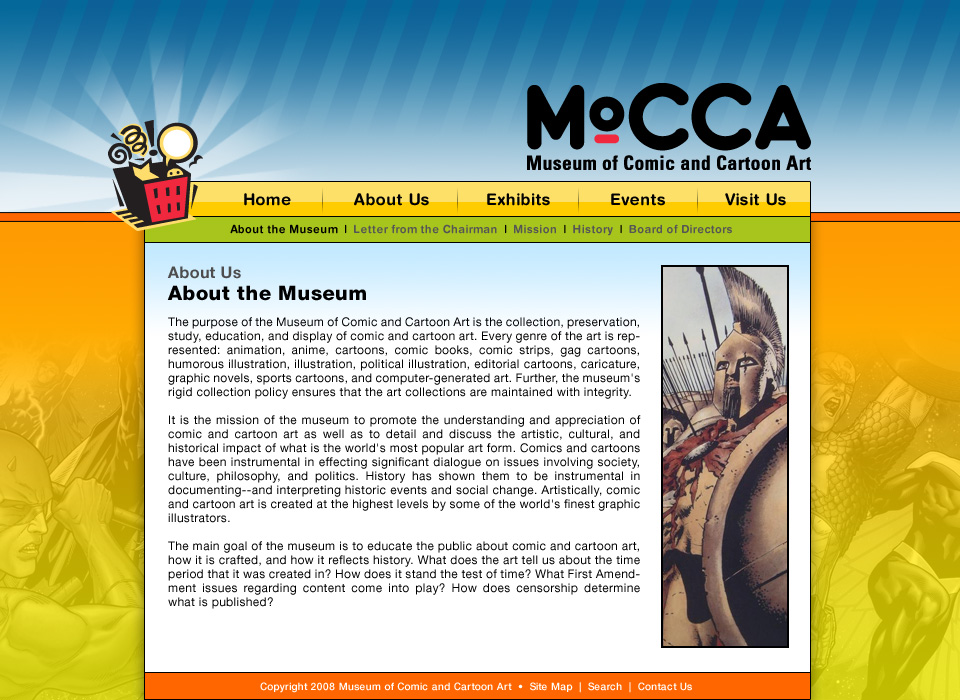 MoCCA
Museum of Comic and Cartoon Art
Home About Us Exhibits Events Visit Us
About the Museum | Letter from the Chairman | Mission | History | Board of Directors
About Us
About the Museum
The purpose of the Museum of Comic and Cartoon Art is the collection, preservation,
study, education, and display of comic and cartoon art. Every genre of the art is rep-
resented: animation, anime, cartoons, comic books, comic strips, gag cartoons,
humorous illustration, illustration, political illustration, editorial cartoons, caricature,
graphic novels, sports cartoons, and computer-generated art. Further, the museum's
rigid collection policy ensures that the art collections are maintained with integrity.
It is the mission of the museum to promote the understanding and appreciation of
comic and cartoon art as well as to detail and discuss the artistic, cultural, and
historical impact of what is the world's most popular art form. Comics and cartoons
have been instrumental in effecting significant dialogue on issues involving society,
culture, philosophy, and politics. History has shown them to be instrumental in
documenting--and interpreting historic events and social change. Artistically, comic
and cartoon art is created at the highest levels by some of the world's finest graphic
illustrators.
The main goal of the museum is to educate the public about comic and cartoon art,
how it is crafted, and how it reflects history. What does the art tell us about the time
period that it was created in? How does it stand the test of time? What First Amend-
ment issues regarding content come into play? How does censorship determine
what is published?
Copyright 2008 Museum of Comic and Cartoon Art • Site Map | Search | Contact Us